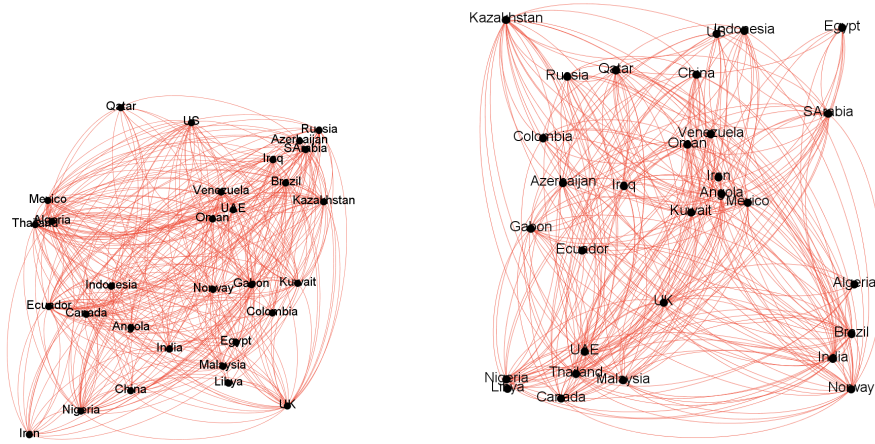 Qatar
US
Russia
Azerbaijan
SArabia
Iraq
Brazil
Venezuela
Mexico
Kazakhstan
UAE
Algeria
Oman
Thailand
Indonesia
Norway
Gabon
Kuwait
Ecuador
Canada
Colombia
Angola
Egypt
India
Malaysia
Libya
China
UK
Nigeria
Iran
Kazakhstan
US
Indonesia
Egypt
Qatar
China
Russia
SArabia
Colombia
Venezuela
Oman
Iran
Azerbaijan
Iraq
Angola
Mexico
Kuwait
Gabon
Ecuador
Algeria
UK
Brazil
UAE
India
Thailand
Nigeria
Malaysia
Libya
Norway
Canada